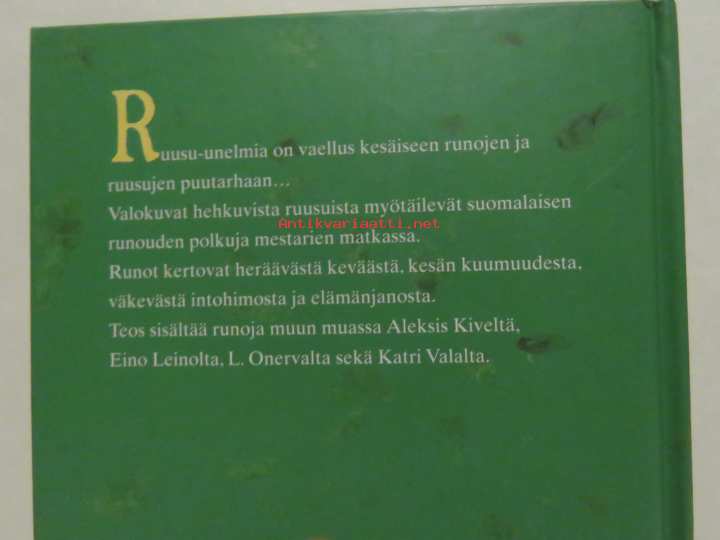 Ruusu-unelmia on vaellus kesäiseen runojen ja
ruusujen puutarhaan...
Valokuvat hehkuvista ruusuista myötäilevät suomalaisen
Antikvariaatti.net
runouden polkuja mestarien matkassa.
Runot kertovat heräävästä keväästä, kesän kuumuudesta,
väkevästä intohimosta ja elämänjanosta.
Teos sisältää runoja muun muassa Aleksis Kiveltä,
Eino Leinolta, L. Onervalta sekä Katri Valalta.